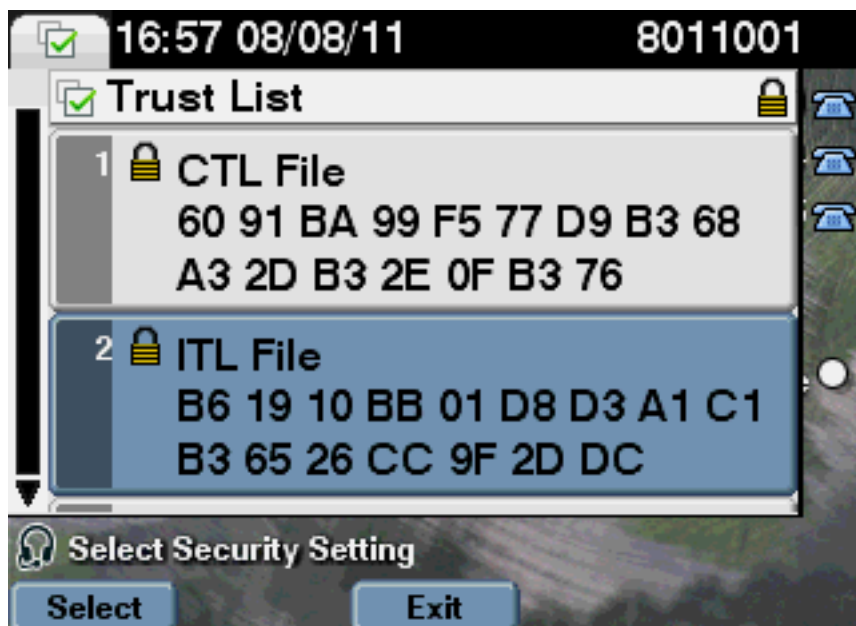 16:57 08/08/11 8011001
Trust List
1 CTL File
60 91 BA 99 F5 77 D9 B3 68
A3 2D B3 2E 0F B3 76
2 ITL File
B6 19 10 BB 01 D8 D3 A1 C1
B3 65 26 CC 9F 2D DC
Select Security Setting
Select Exit